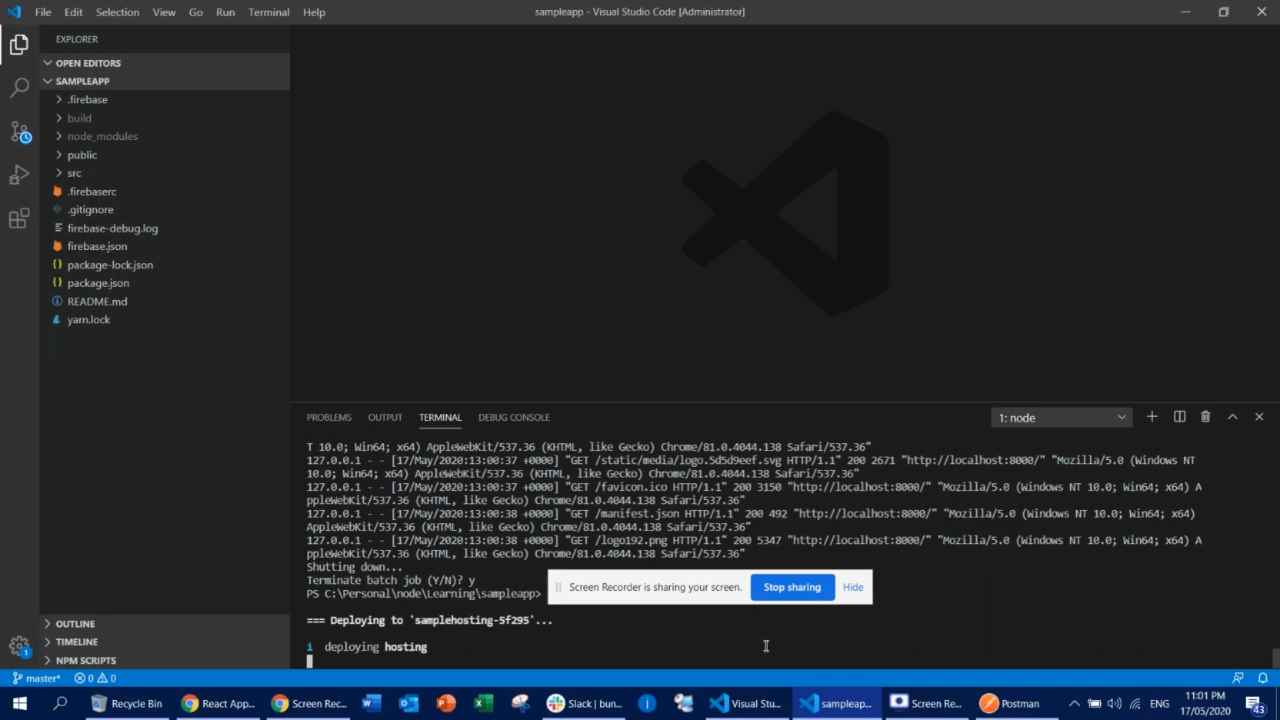 File Edit Selection View Go Run Terminal Help
sampleapp - Visual Studio Code [Administrator]
EXPLORER
OPEN EDITORS
SAMPLEAPP
.firebase
build
node_modules
public
src
.firebaserc
.gitignore
firebase-debug.log
firebase.json
package-lock.json
package.json
README.md
yarn.lock
OUTLINE
TIMELINE
NPM SCRIPTS
PROBLEMS OUTPUT TERMINAL DEBUG CONSOLE
1: node
T 10.0; Win64; x64) AppleWebKit/537.36 (KHTML, like Gecko) Chrome/81.0.4044.138 Safari/537.36"
127.0.0.1 - - [17/May/2020:13:00:37 +0000] "GET /static/media/logo.5d5d9eef.svg HTTP/1.1" 200 2671 "http://localhost:8000/" "Mozilla/5.0 (Windows NT
10.0; Win64; x64) AppleWebKit/537.36 (KHTML, like Gecko) Chrome/81.0.4044.138 Safari/537.36"
127.0.0.1 - - [17/May/2020:13:00:37 +0000] "GET /favicon.ico HTTP/1.1" 200 3150 "http://localhost:8000/" "Mozilla/5.0 (Windows NT 10.0; Win64; x64) A
ppleWebKit/537.36 (KHTML, like Gecko) Chrome/81.0.4044.138 Safari/537.36"
127.0.0.1 - - [17/May/2020:13:00:38 +0000] "GET /manifest.json HTTP/1.1" 200 492 "http://localhost:8000/" "Mozilla/5.0 (Windows NT 10.0; Win64; x64)
AppleWebKit/537.36 (KHTML, like Gecko) Chrome/81.0.4044.138 Safari/537.36"
127.0.0.1 - - [17/May/2020:13:00:38 +0000] "GET /logo192.png HTTP/1.1" 200 5347 "http://localhost:8000/" "Mozilla/5.0 (Windows NT 10.0; Win64; x64) A
ppleWebKit/537.36 (KHTML, like Gecko) Chrome/81.0.4044.138 Safari/537.36"
Shutting down...
Terminate batch job (Y/N)? y
PS C:\Personal\node\Learning\sampleapp>
Screen Recorder is sharing your screen. Stop sharing Hide
=== Deploying to 'samplehosting-5f295'...
i deploying hosting
master* 0 0
1
Recycle Bin
React App...
Screen Rec...
Slack | bun...
Visual Stu...
sampleapp...
Screen Re...
Postman
ENG
11:01 PM
17/05/2020
43